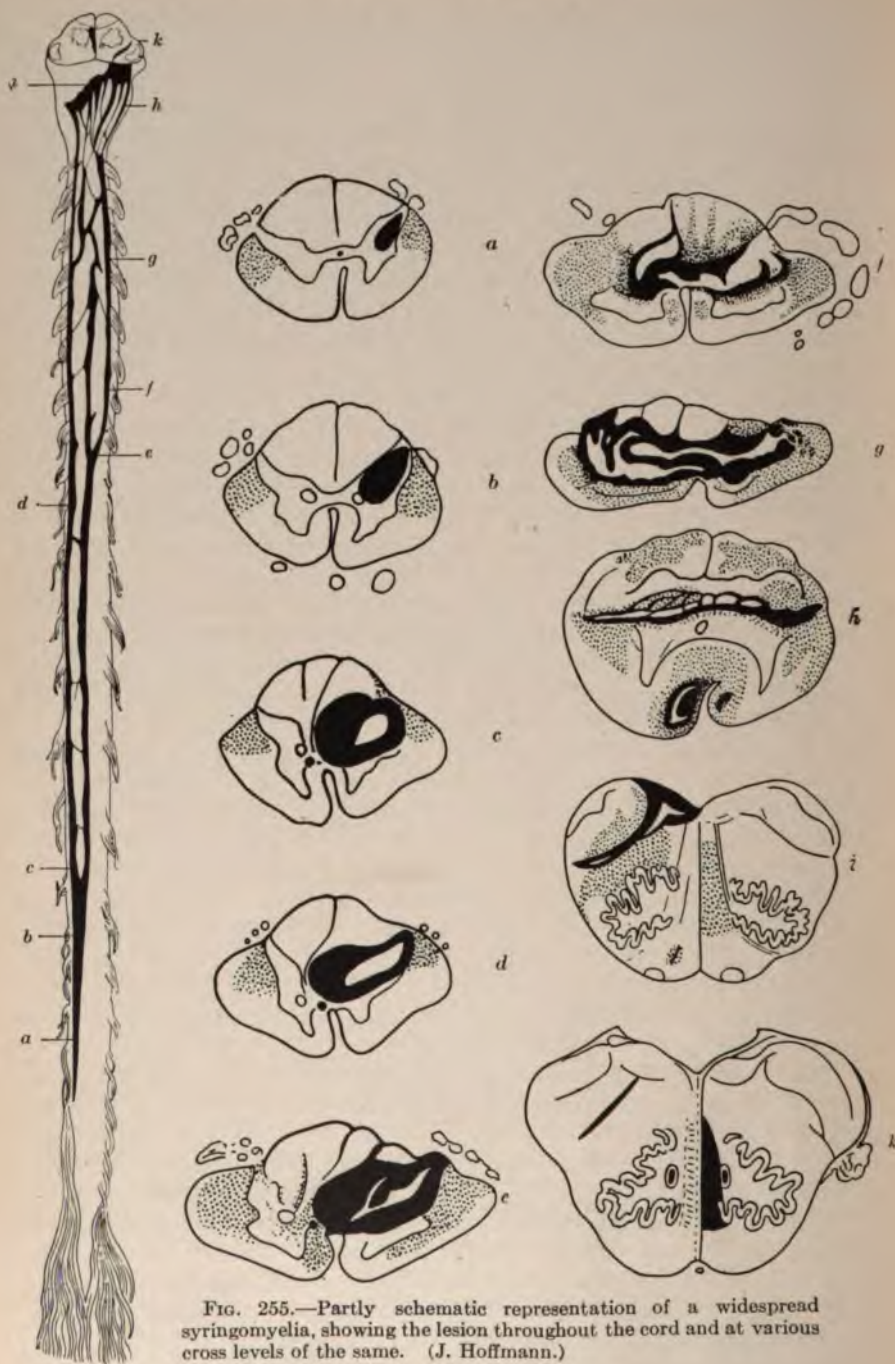 k
i
h
g
f
e
d
c
b
a
a
b
c
d
e
f
g
h
i
k
FIG. 255.—Partly schematic representation of a widespread
syringomyelia, showing the lesion throughout the cord and at various
cross levels of the same. (J. Hoffmann.)